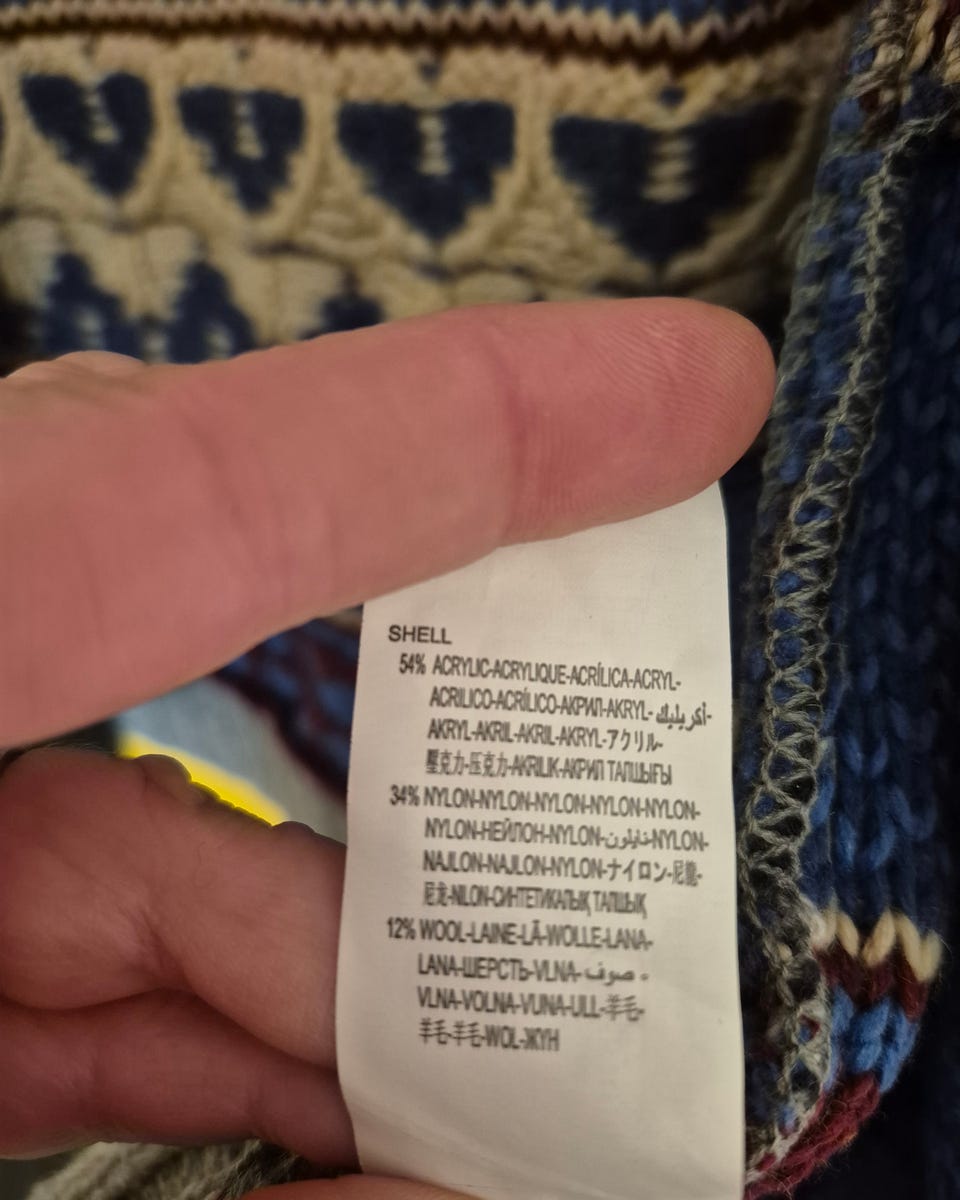 SHELL
54% ACRYLIC-ACRYLIQUE-ACRÍLICA-ACRYL-
ACRILICO-ACRÍLICO-АКРИЛ-AKRYL-أكريليك-
AKRYL-AKRIL-AKRIL-AKRYL-アクリル-
壓克力-压克力-AKRILIK-АКРИЛ ТАЛШЫҒЫ
34% NYLON-NYLON-NYLON-NYLON-NYLON-
NYLON-НЕЙЛОН-NYLON-نايلون-NYLON-
NAJLON-NAJLON-NYLON-ナイロン-尼龍-
尼龙-NILON-СИНТЕТИКАЛЫҚ ТАЛШЫҚ
12% WOOL-LAINE-LÃ-WOLLE-LANA-
LANA-ШЕРСТЬ-VLNA-صوف-
VLNA-VOLNA-VUNA-ULL-羊毛-
羊毛-羊毛-WOL-ЖҮН